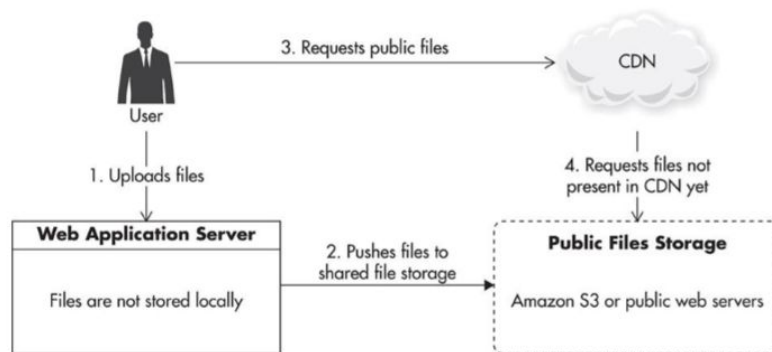 3. Requests public files
CDN
User
1. Uploads files
4. Requests files not
present in CDN yet
Web Application Server
2. Pushes files to
shared file storage
Public Files Storage
Files are not stored locally
Amazon S3 or public web servers